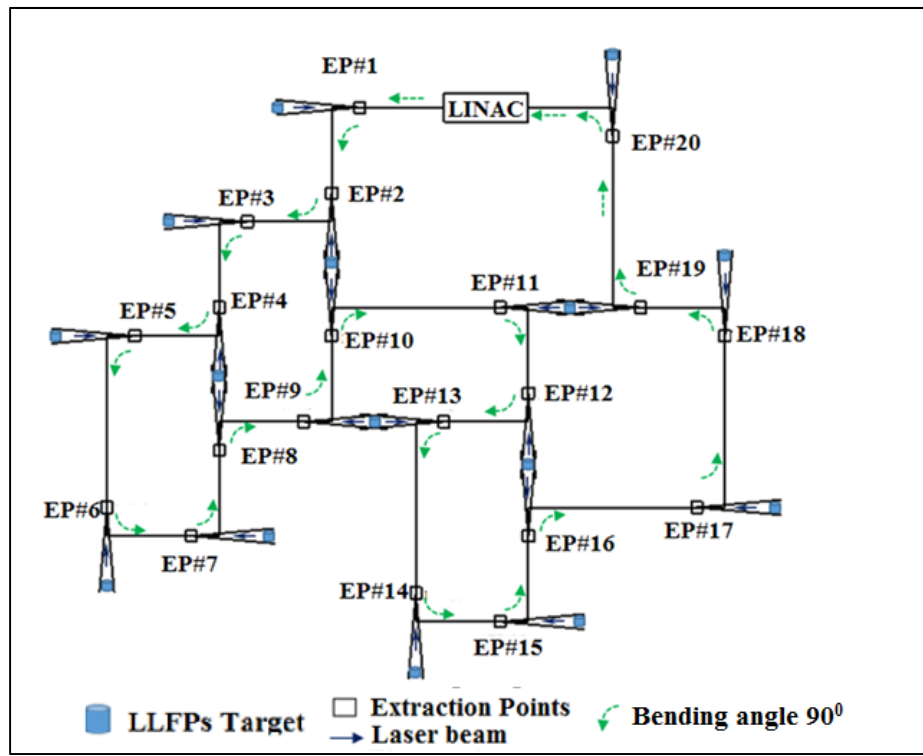 EP#1
LINAC
EP#20
EP#3
EP#2
EP#11
EP#19
EP#5
EP#4
EP#10
EP#18
EP#9
EP#13
EP#12
EP#8
EP#6
EP#17
EP#7
EP#16
EP#14
EP#15
LLFPs Target
Extraction Points
Laser beam
Bending angle 90⁰